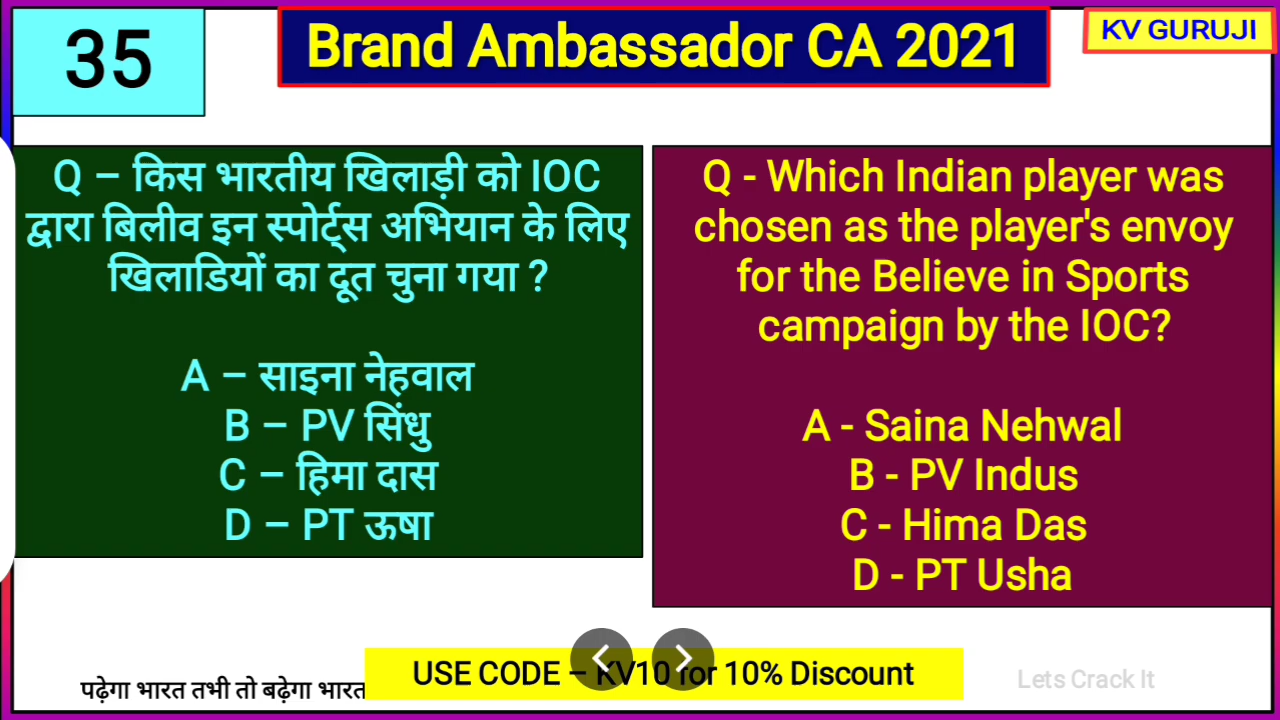 35
Brand Ambassador CA 2021
KV GURUJI
Q – किस भारतीय खिलाड़ी को IOC
द्वारा बिलीव इन स्पोर्ट्स अभियान के लिए
खिलाडियों का दूत चुना गया ?
A – साइना नेहवाल
B – PV सिंधु
C – हिमा दास
D – PT ऊषा
Q - Which Indian player was
chosen as the player's envoy
for the Believe in Sports
campaign by the IOC?
A - Saina Nehwal
B - PV Indus
C - Hima Das
D - PT Usha
पढ़ेगा भारत तभी तो बढ़ेगा भारत
USE CODE – KV10 for 10% Discount
Lets Crack It